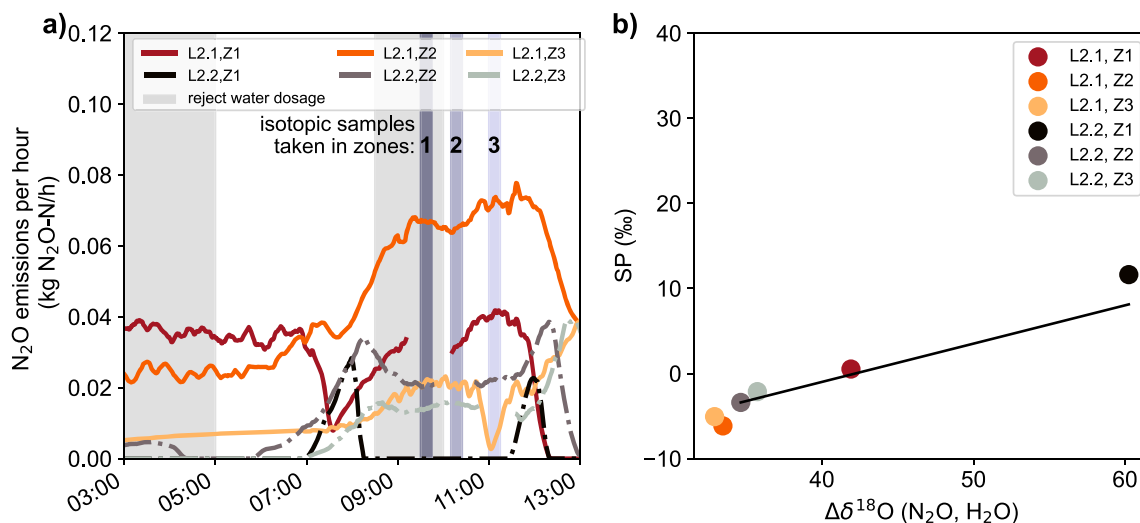 a)
N₂O emissions per hour
(kg N₂O-N/h)
0.12
0.10
0.08
0.06
0.04
0.02
0.00
L2.1,Z1 L2.1,Z2 L2.1,Z3
L2.2,Z1 L2.2,Z2 L2.2,Z3
reject water dosage
isotopic samples
taken in zones: 1 2 3
03:00 05:00 07:00 09:00 11:00 13:00
b)
SP (‰)
40
30
20
10
0
−10
L2.1, Z1
L2.1, Z2
L2.1, Z3
L2.2, Z1
L2.2, Z2
L2.2, Z3
40 50 60
Δδ¹⁸O (N₂O, H₂O)